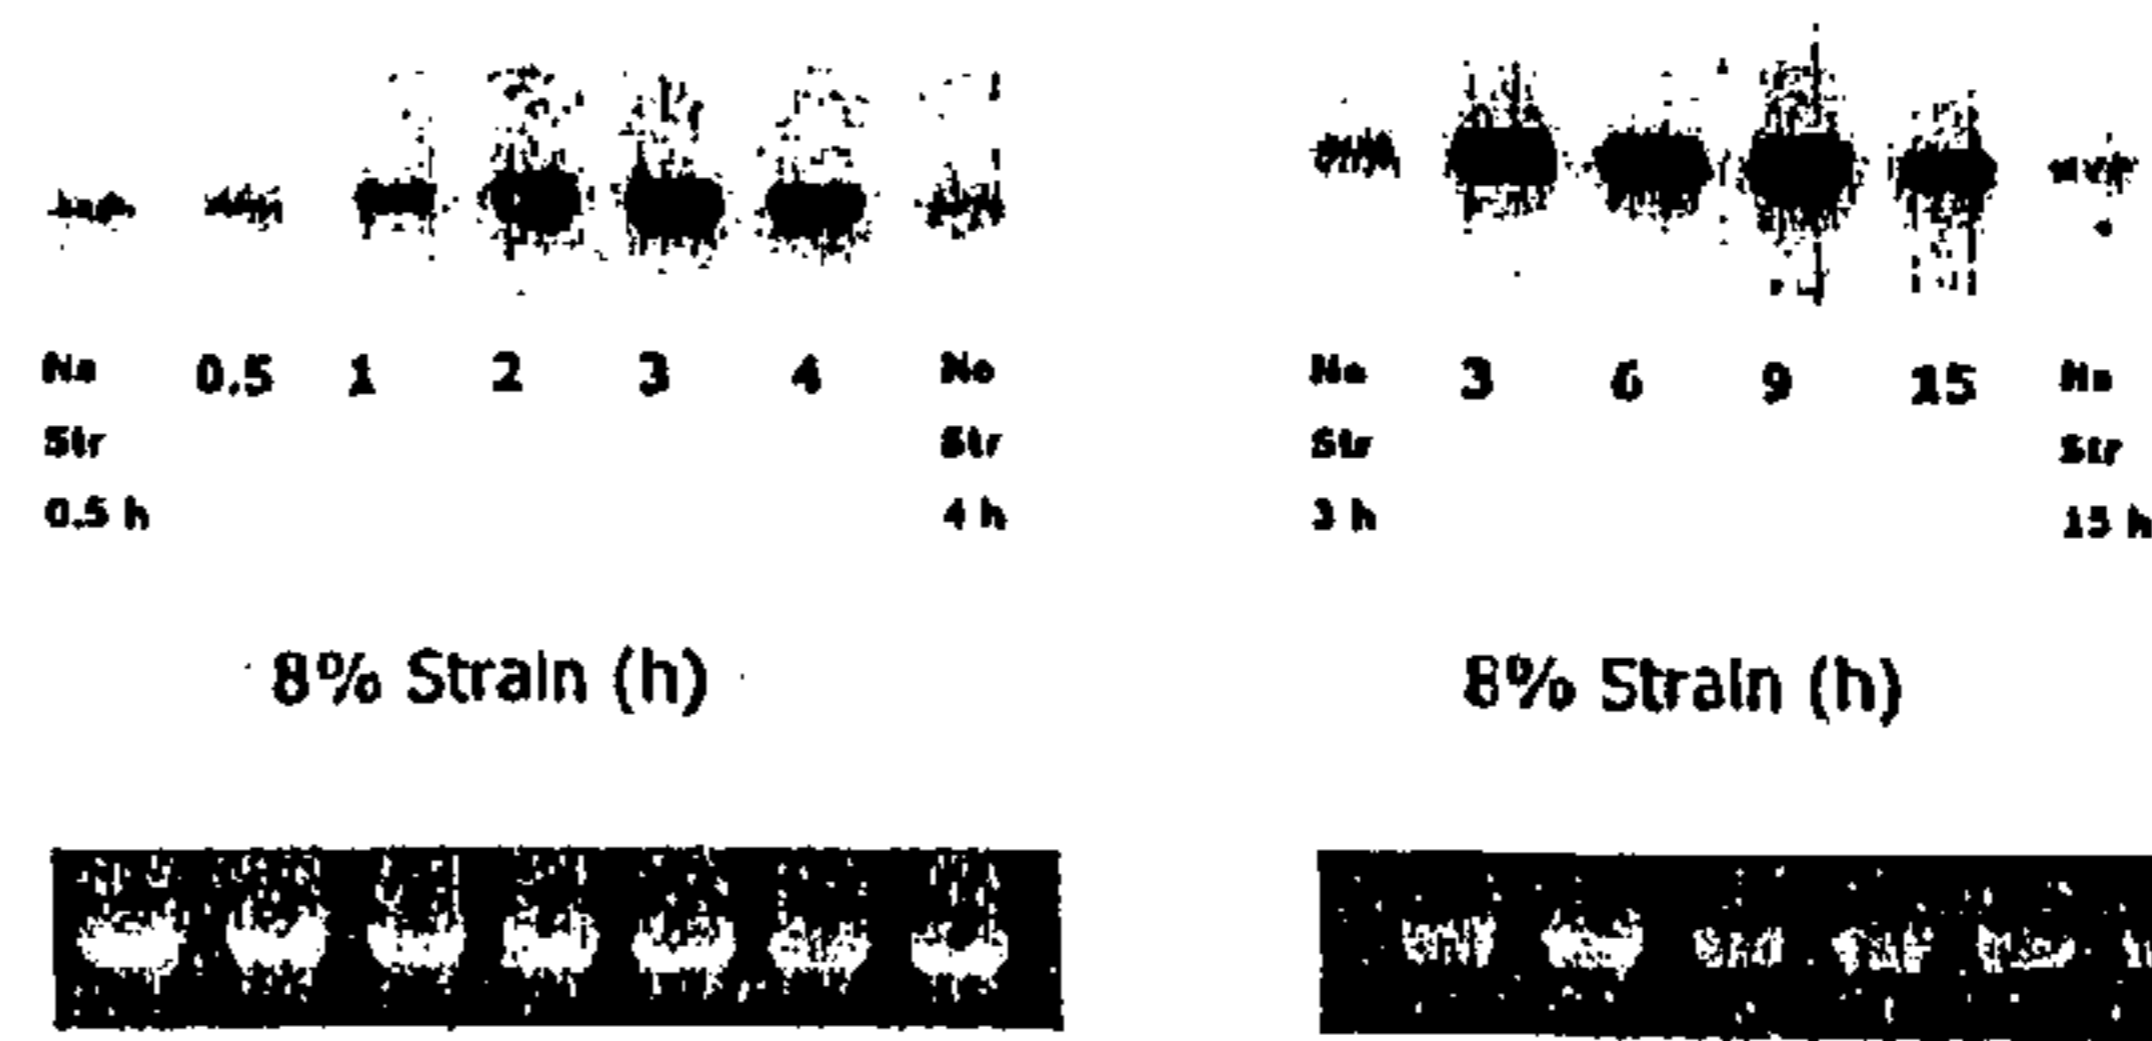 No 0.5 1 2 3 4 No
Str Str
0.5 h 4 h
8% Strain (h)
No 3 6 9 15 No
Str Str
3 h 15 h
8% Strain (h)